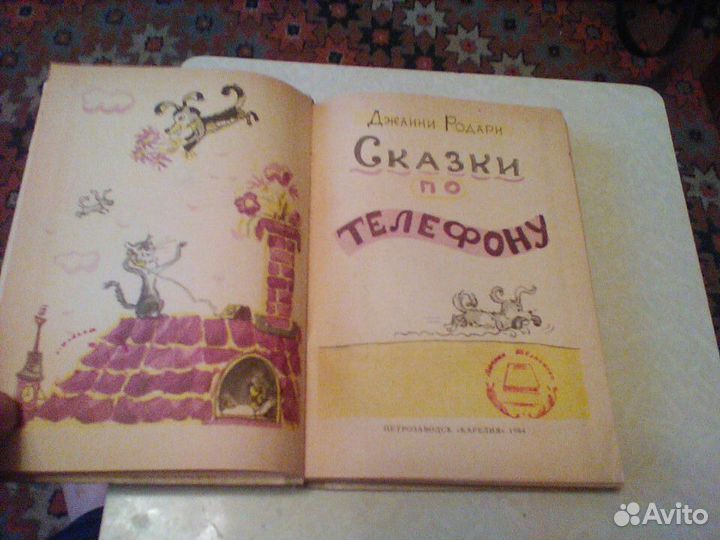 Джанни Родари
Сказки
по
телефону
ПЕТРОЗАВОДСК «КАРЕЛИЯ» 1984
Avito